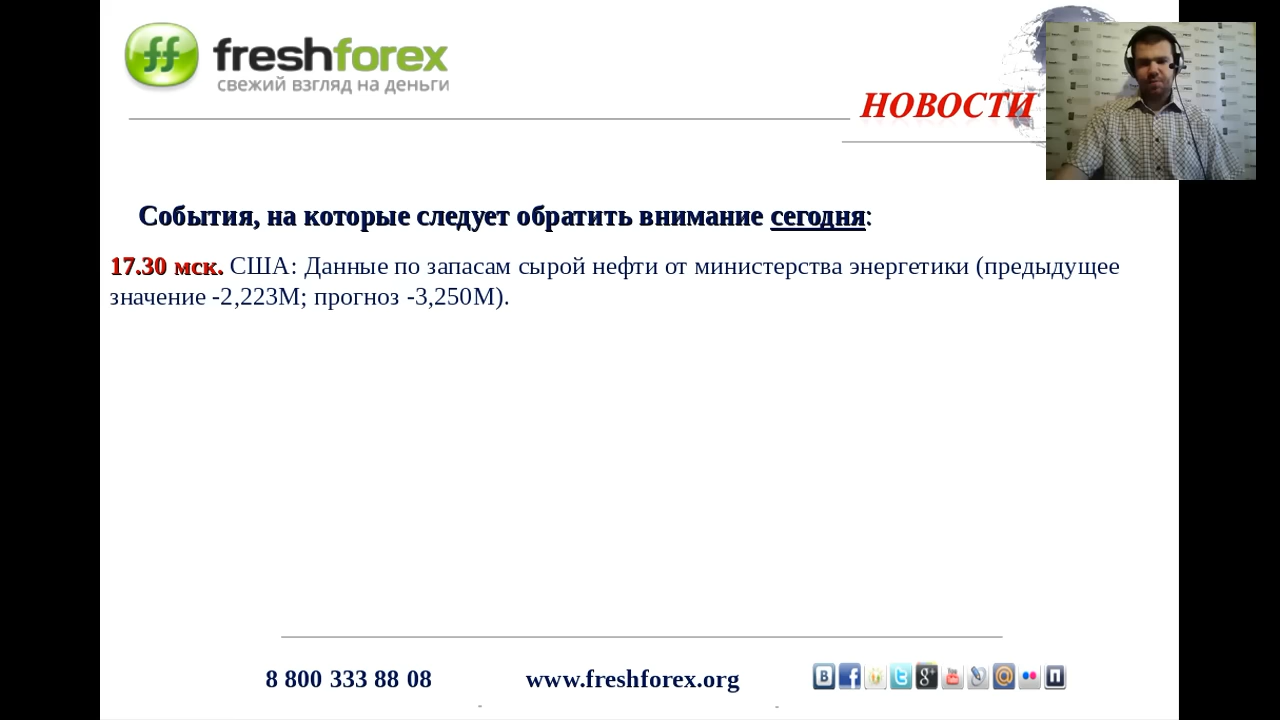 freshforex
свежий взгляд на деньги
НОВОСТИ
События, на которые следует обратить внимание сегодня:
17.30 мск. США: Данные по запасам сырой нефти от министерства энергетики (предыдущее
значение -2,223М; прогноз -3,250М).
8 800 333 88 08 www.freshforex.org